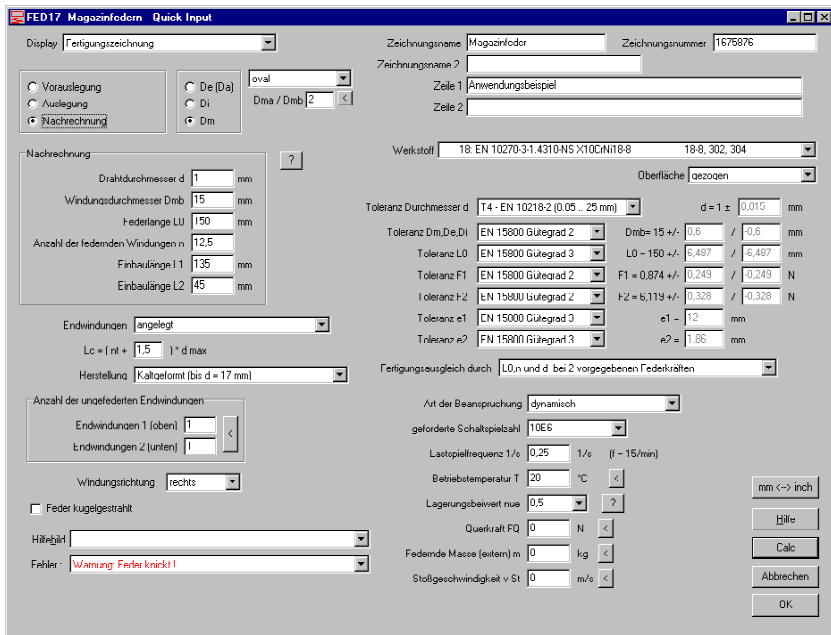 FED17 Magazinfedern Quick Input
Display Fertigungszeichnung
Vorauslegung
Auslegung
Nachrechnung
De (Da)
Di
Dm
oval
Dma / Dmb 2 <
Zeichnungsname Magazinfeder Zeichnungsnummer 1675876
Zeichnungsname 2
Zeile 1 Anwendungsbeispiel
Zeile 2
Nachrechnung
Drahtdurchmesser d 1 mm
Windungsdurchmesser Dmb 15 mm
Federlänge L0 150 mm
Anzahl der federnden Windungen n 12,5
Einbaulänge L1 135 mm
Einbaulänge L2 45 mm
?
Werkstoff 18: EN 10270-3-1.4310-NS X10CrNi18-8 18-8, 302, 304
Oberfläche gezogen
Toleranz Durchmesser d T4 - EN 10218-2 (0.05 .. 25 mm) d = 1 ± 0,015 mm
Toleranz Dm,De,Di EN 15800 Gütegrad 2 Dmb= 15 +/- 0,6 / -0,6 mm
Toleranz L0 EN 15800 Gütegrad 3 L0 = 150 +/- 6,487 / -6,487 mm
Toleranz F1 EN 15800 Gütegrad 2 F1 = 0,874 +/- 0,249 / -0,249 N
Toleranz F2 EN 15800 Gütegrad 2 F2 = 6,119 +/- 0,328 / -0,328 N
Toleranz e1 EN 15800 Gütegrad 3 e1 = 12 mm
Toleranz e2 EN 15800 Gütegrad 3 e2 = 1.86 mm
Fertigungsausgleich durch L0,n und d bei 2 vorgegebenen Federkräften
Endwindungen angelegt
Lc = ( nt + 1,5 ) * d max
Herstellung Kaltgeformt (bis d = 17 mm)
Anzahl der ungefederten Endwindungen
Endwindungen 1 (oben) 1
Endwindungen 2 (unten) 1
<
Windungsrichtung rechts
Feder kugelgestrahlt
Hilfebild
Fehler : Warnung: Feder knickt !
Art der Beanspruchung dynamisch
geforderte Schaltspielzahl 10E6
Lastspielfrequenz 1/s 0,25 1/s (f = 15/min)
Betriebstemperatur T 20 °C <
Lagerungsbeiwert nue 0,5 ?
Querkraft FQ 0 N <
Federnde Masse (extern) m 0 kg <
Stoßgeschwindigkeit v St 0 m/s <
mm <--> inch
Hilfe
Calc
Abbrechen
OK